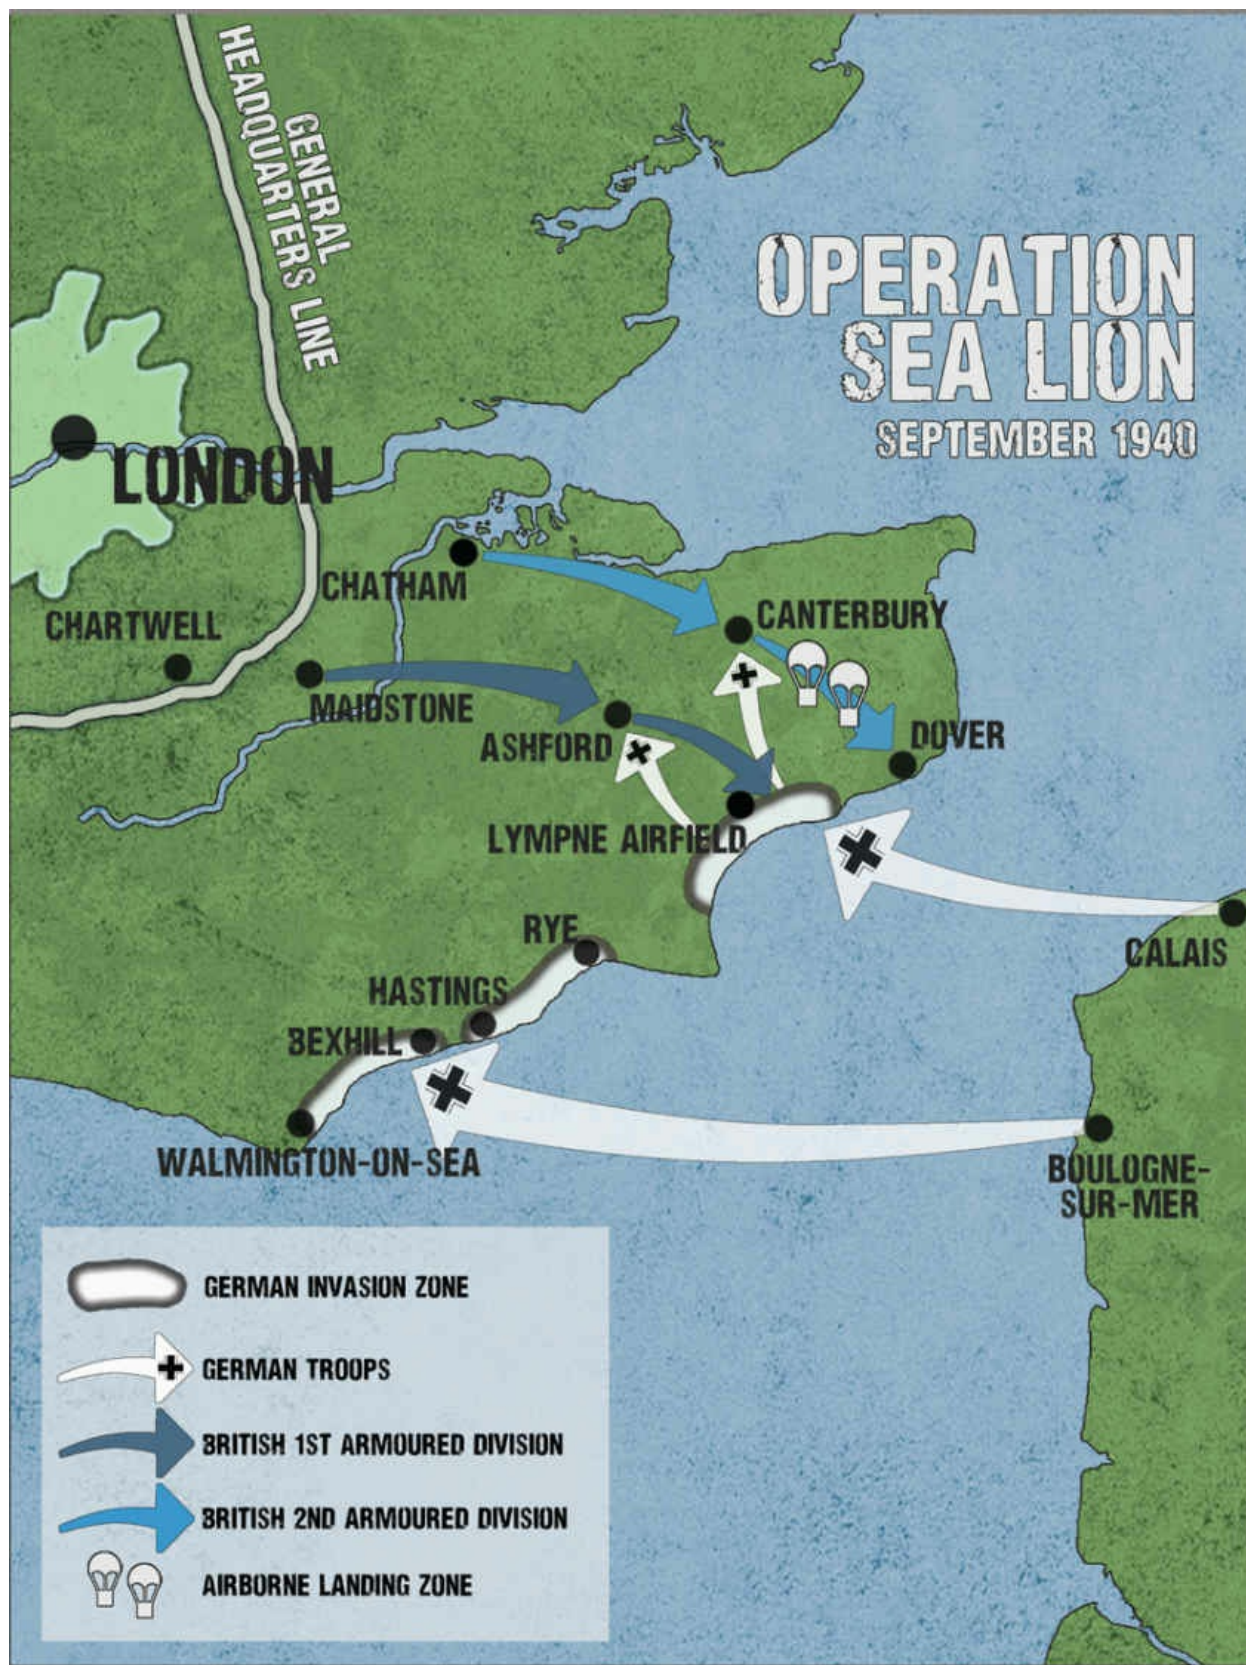 GENERAL
HEADQUARTERS LINE
OPERATION
SEA LION
SEPTEMBER 1940
LONDON
CHATHAM
CHARTWELL
CANTERBURY
MAIDSTONE
ASHFORD
DOVER
LYMPNE AIRFIELD
RYE
CALAIS
HASTINGS
BEXHILL
WALMINGTON-ON-SEA
BOULOGNE-
SUR-MER
GERMAN INVASION ZONE
GERMAN TROOPS
BRITISH 1ST ARMOURED DIVISION
BRITISH 2ND ARMOURED DIVISION
AIRBORNE LANDING ZONE